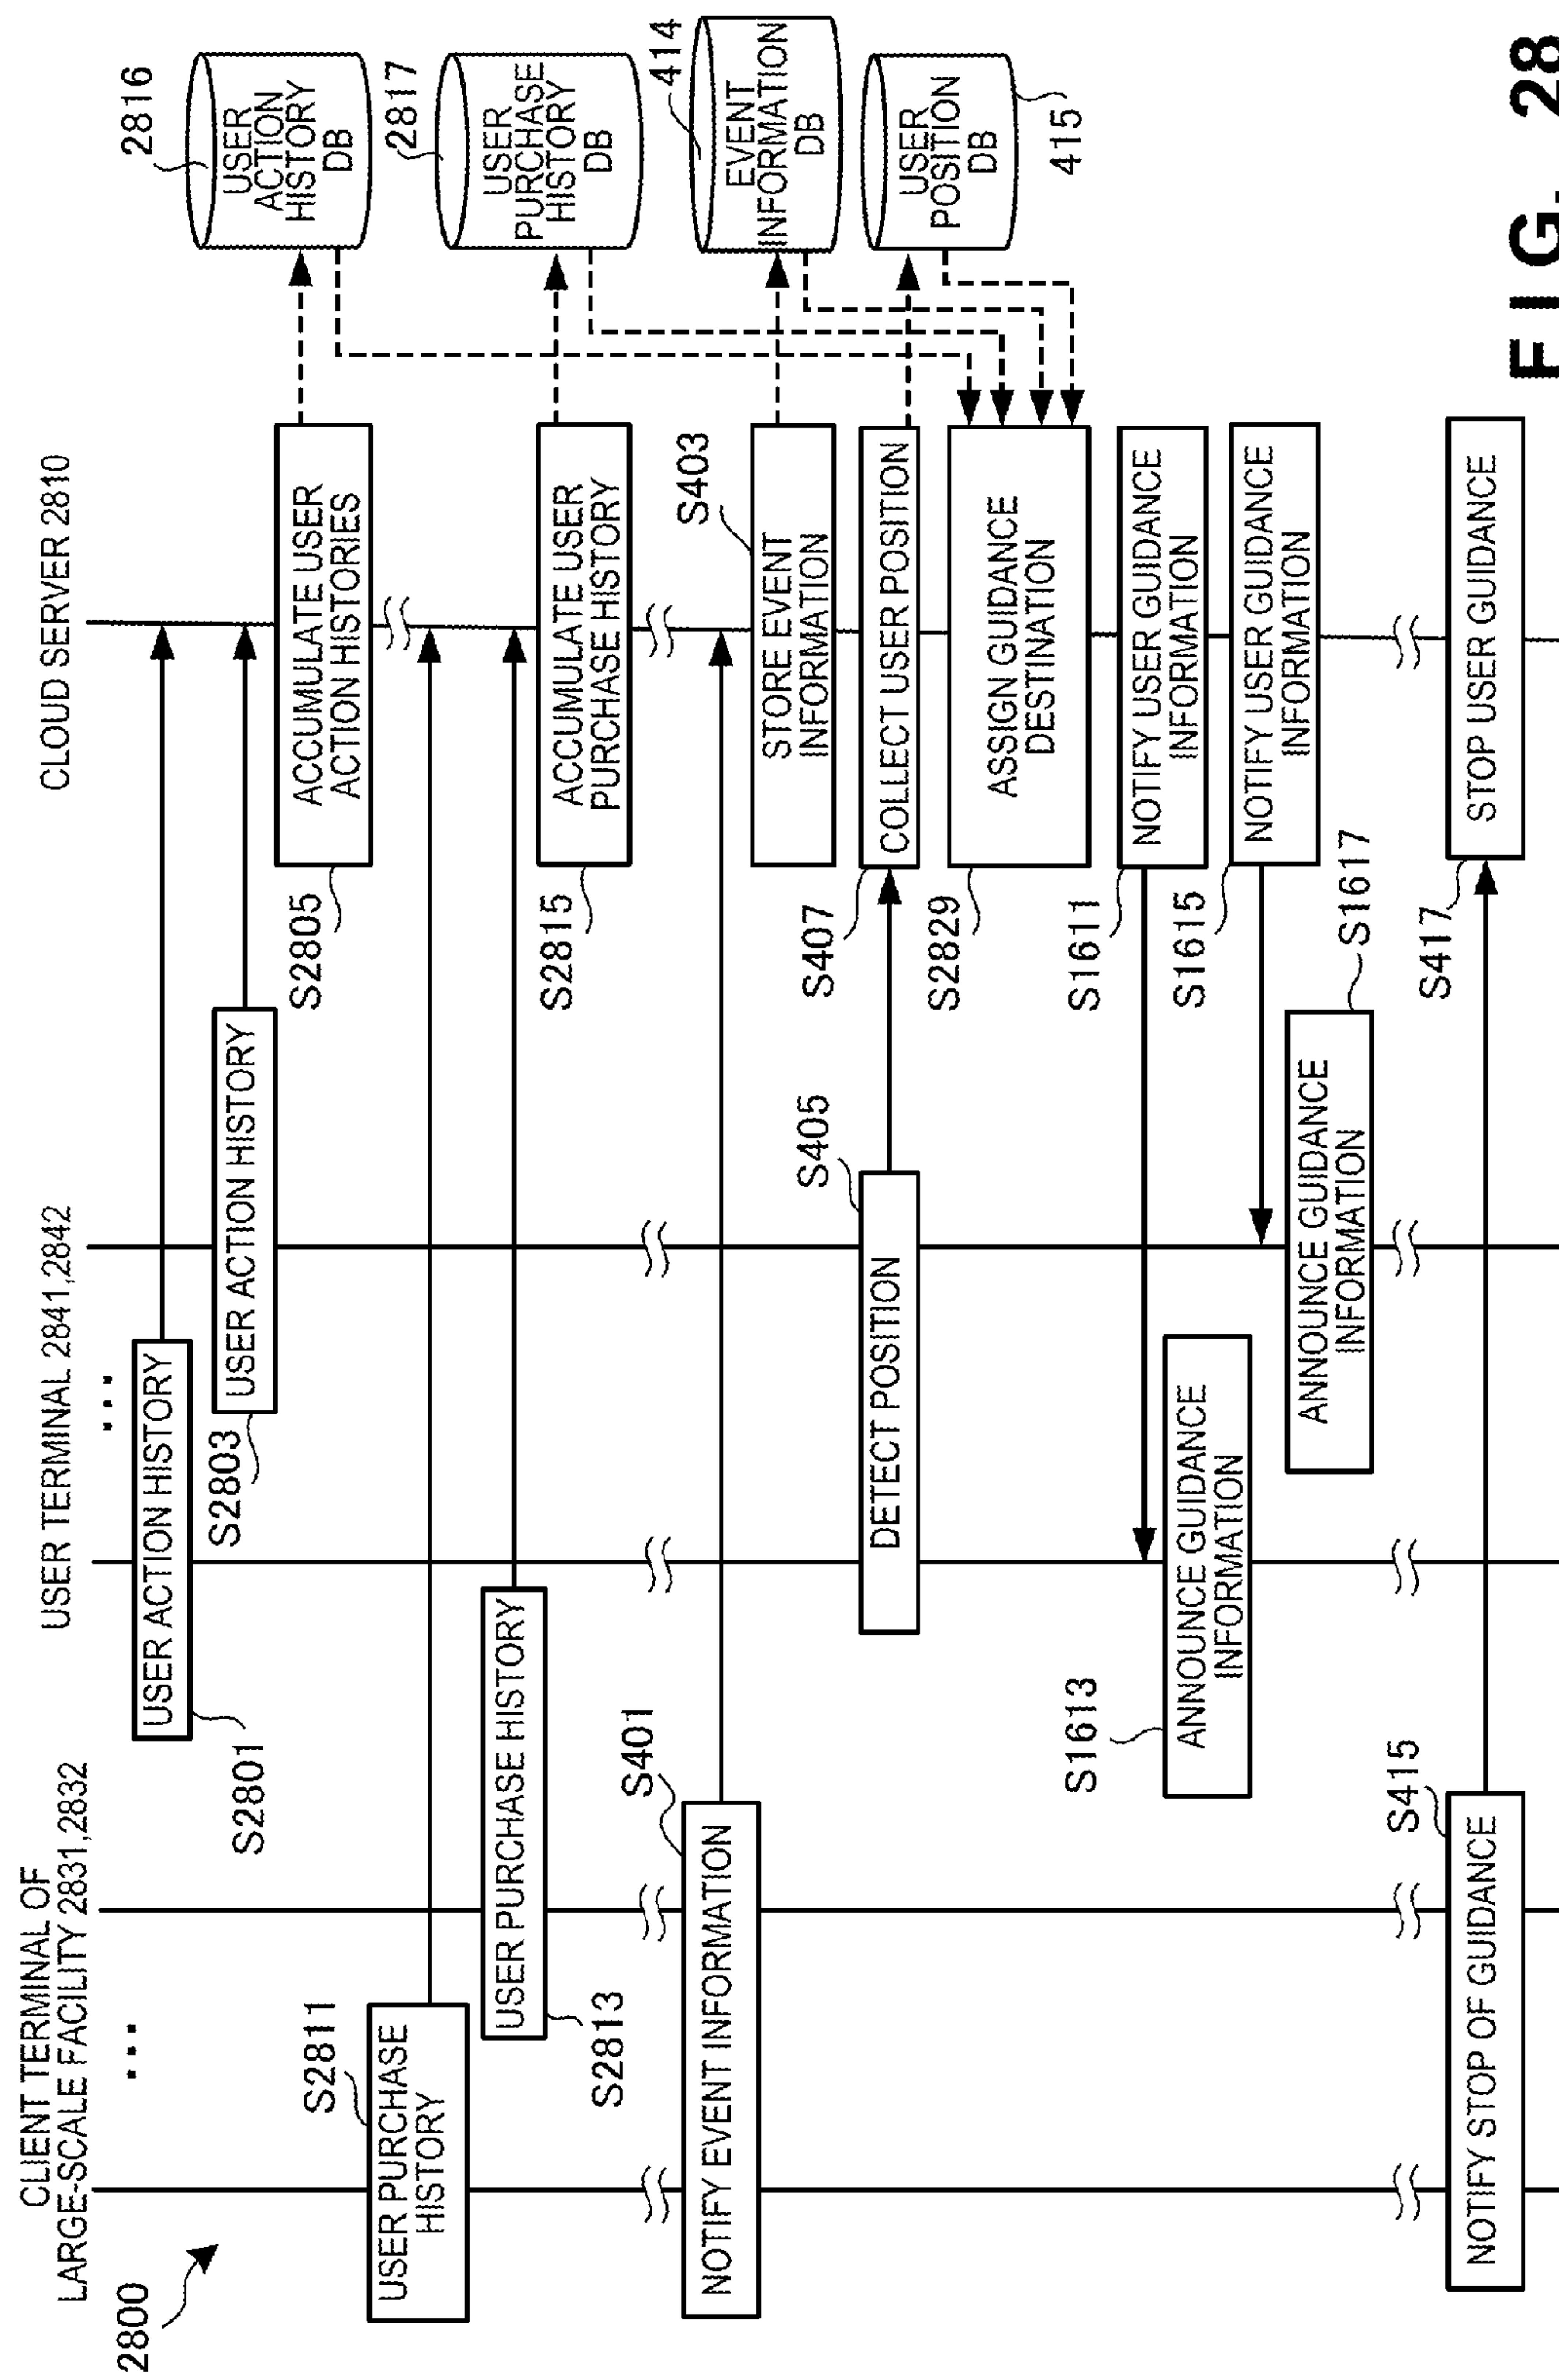 2800
CLIENT TERMINAL OF
LARGE-SCALE FACILITY 2831,2832
...
USER TERMINAL 2841,2842
...
CLOUD SERVER 2810
USER ACTION HISTORY
S2801
USER ACTION HISTORY
S2803
ACCUMULATE USER
ACTION HISTORIES
S2805
USER
ACTION
HISTORY
DB
2816
USER PURCHASE
HISTORY
S2811
USER PURCHASE HISTORY
S2813
ACCUMULATE USER
PURCHASE HISTORY
S2815
USER
PURCHASE
HISTORY
DB
2817
NOTIFY EVENT INFORMATION
S401
STORE EVENT
INFORMATION
S403
EVENT
INFORMATION
DB
414
DETECT POSITION
S405
COLLECT USER POSITION
S407
USER
POSITION
DB
415
ASSIGN GUIDANCE
DESTINATION
S2829
NOTIFY USER GUIDANCE
INFORMATION
S1611
ANNOUNCE GUIDANCE
INFORMATION
S1613
NOTIFY USER GUIDANCE
INFORMATION
S1615
ANNOUNCE GUIDANCE
INFORMATION
S1617
NOTIFY STOP OF GUIDANCE
S415
STOP USER GUIDANCE
S417
FIG. 28